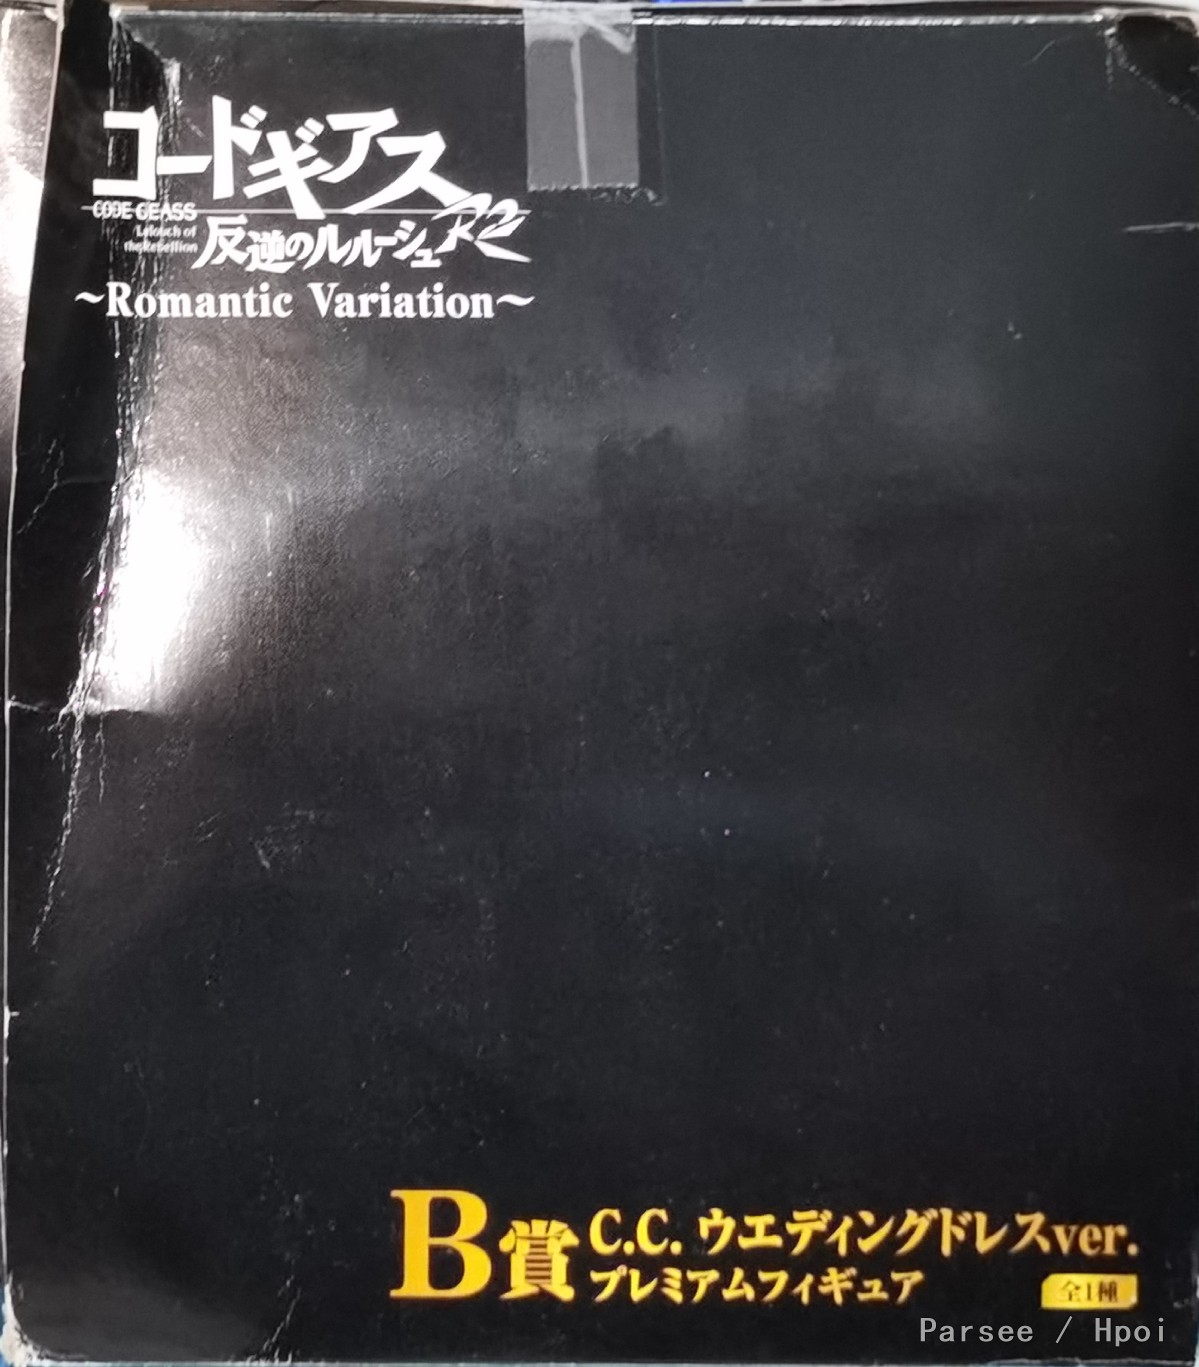 コードギアス
CODE GEASS
Lelouch of
the Rebellion
反逆のルルーシュR2
~Romantic Variation~
B賞
C.C. ウエディングドレスver.
プレミアムフィギュア
全1種
Parsee / Hpoi